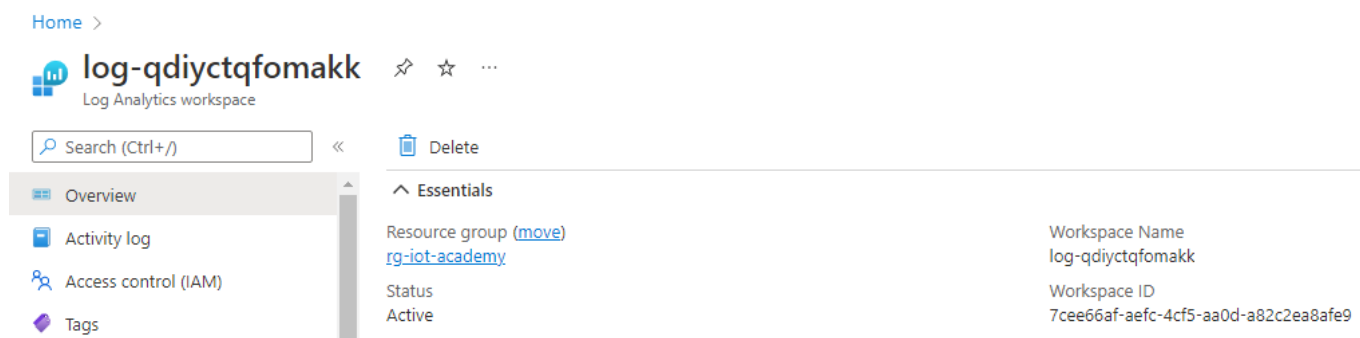 Home >
log-qdiyctqfomakk
Log Analytics workspace
Search (Ctrl+/)
«
Overview
Activity log
Access control (IAM)
Tags
Delete
Essentials
Resource group (move)
rg-iot-academy
Status
Active
Workspace Name
log-qdiyctqfomakk
Workspace ID
7cee66af-aefc-4cf5-aa0d-a82c2ea8afe9